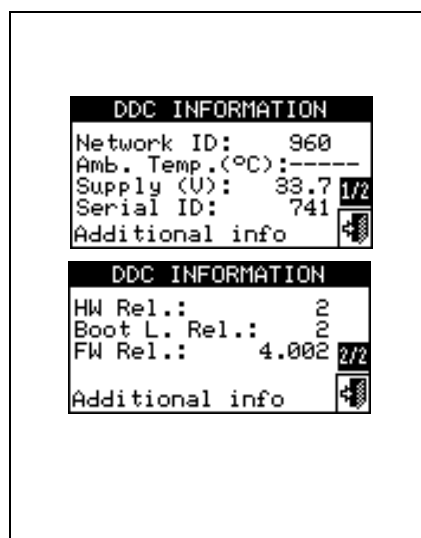 DDC INFORMATION
Network ID: 960
Amb. Temp.(ºC):-----
Supply (V): 33.7
1/2
Serial ID: 741
Additional info
DDC INFORMATION
HW Rel.: 2
Boot L. Rel.: 2
FW Rel.: 4.002
2/2
Additional info